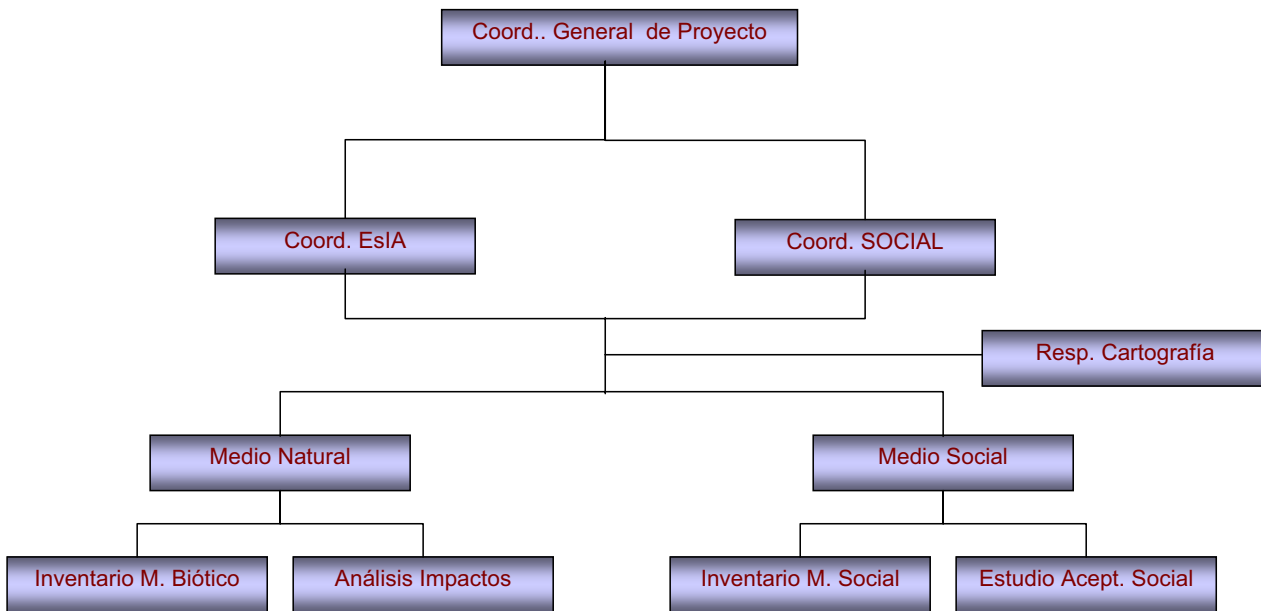 Coord.. General de Proyecto
Coord. EsIA
Coord. SOCIAL
Resp. Cartografía
Medio Natural
Medio Social
Inventario M. Biótico
Análisis Impactos
Inventario M. Social
Estudio Acept. Social